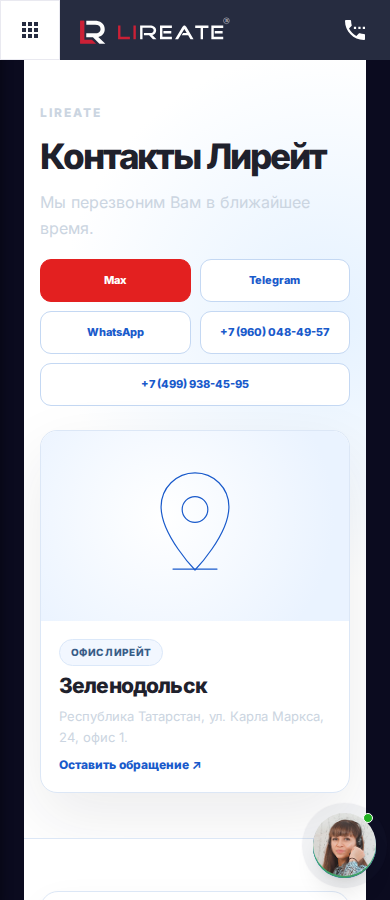 LIREATE®
LIREATE
Контакты Лирейт
Мы перезвоним Вам в ближайшее
время.
Max
Telegram
WhatsApp
+7 (960) 048-49-57
+7 (499) 938-45-95
ОФИС ЛИРЕЙТ
Зеленодольск
Республика Татарстан, ул. Карла Маркса,
24, офис 1.
Оставить обращение ↗